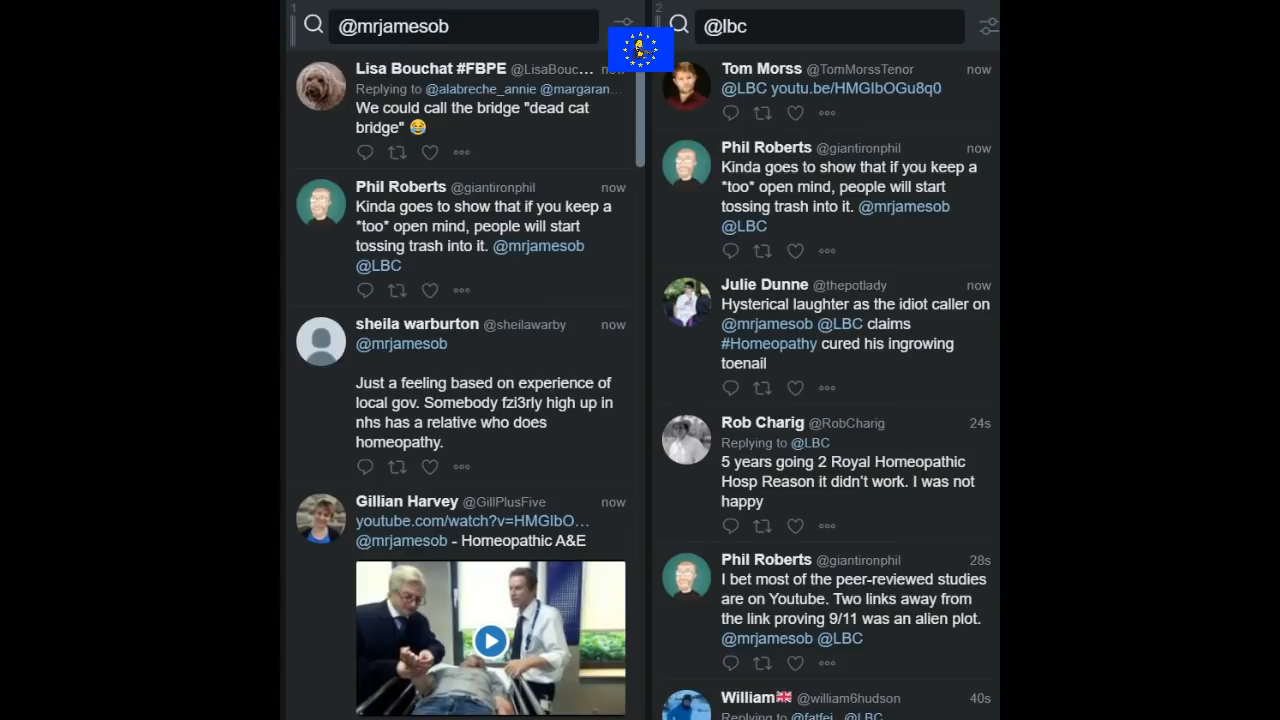 1
@mrjamesob
Lisa Bouchat #FBPE @LisaBouc... now
Replying to @alabreche_annie @margaran...
We could call the bridge "dead cat
bridge" 😂
Phil Roberts @giantironphil now
Kinda goes to show that if you keep a
*too* open mind, people will start
tossing trash into it. @mrjamesob
@LBC
sheila warburton @sheilawarby now
@mrjamesob
Just a feeling based on experience of
local gov. Somebody fzi3rly high up in
nhs has a relative who does
homeopathy.
Gillian Harvey @GillPlusFive now
youtube.com/watch?v=HMGIbO…
@mrjamesob - Homeopathic A&E
2
@lbc
Tom Morss @TomMorssTenor now
@LBC youtu.be/HMGIbOGu8q0
Phil Roberts @giantironphil now
Kinda goes to show that if you keep a
*too* open mind, people will start
tossing trash into it. @mrjamesob
@LBC
Julie Dunne @thepotlady now
Hysterical laughter as the idiot caller on
@mrjamesob @LBC claims
#Homeopathy cured his ingrowing
toenail
Rob Charig @RobCharig 24s
Replying to @LBC
5 years going 2 Royal Homeopathic
Hosp Reason it didn't work. I was not
happy
Phil Roberts @giantironphil 28s
I bet most of the peer-reviewed studies
are on Youtube. Two links away from
the link proving 9/11 was an alien plot.
@mrjamesob @LBC
William🇬🇧 @william6hudson 40s
Replying to @fatfei.. @LBC